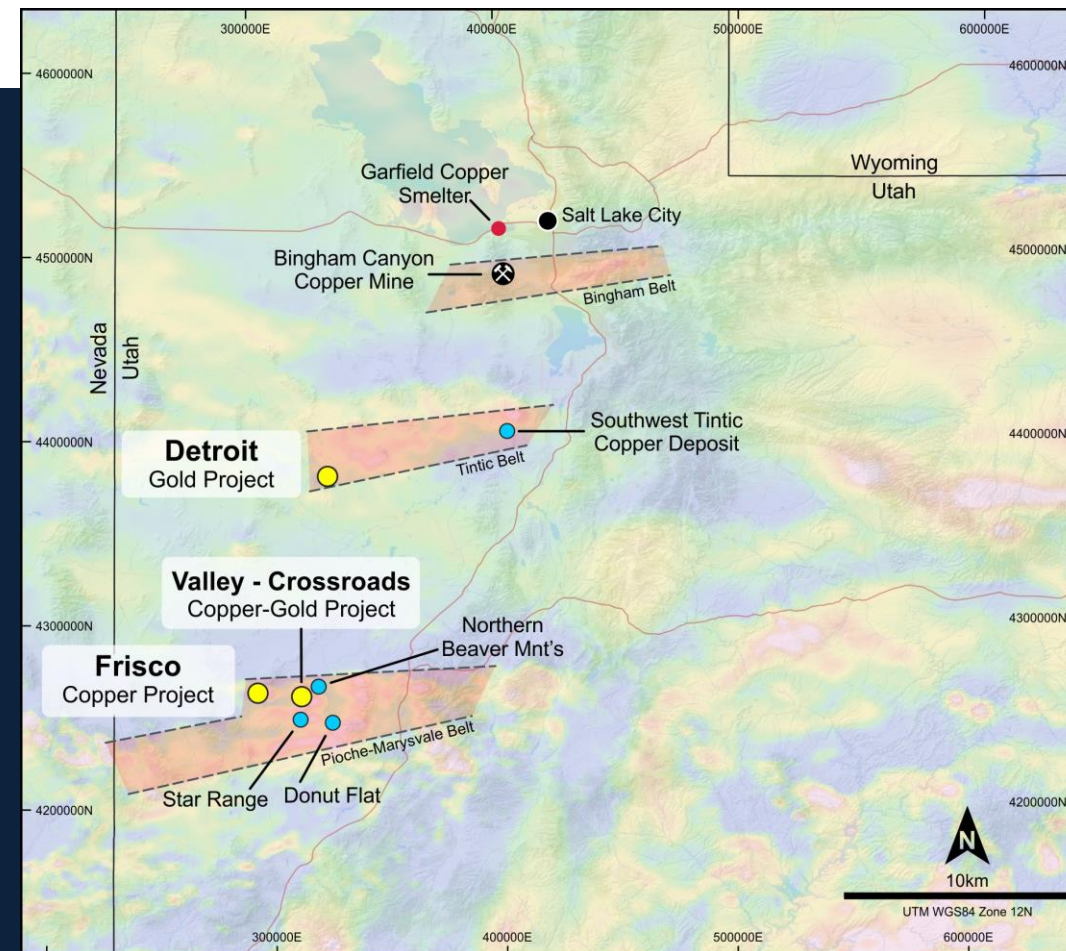 300000E
400000E
500000E
600000E
4600000N
4600000N
Wyoming
Utah
Garfield Copper
Smelter
Salt Lake City
4500000N
4500000N
Bingham Canyon
Copper Mine
Bingham Belt
Nevada
Utah
4400000N
4400000N
Southwest Tintic
Copper Deposit
Detroit
Gold Project
Tintic Belt
Valley - Crossroads
Copper-Gold Project
4300000N
4300000N
Northern
Beaver Mnt's
Frisco
Copper Project
Pioche-Marysvale Belt
Star Range
Donut Flat
4200000N
4200000N
N
10km
UTM WGS84 Zone 12N
300000E
400000E
500000E
600000E